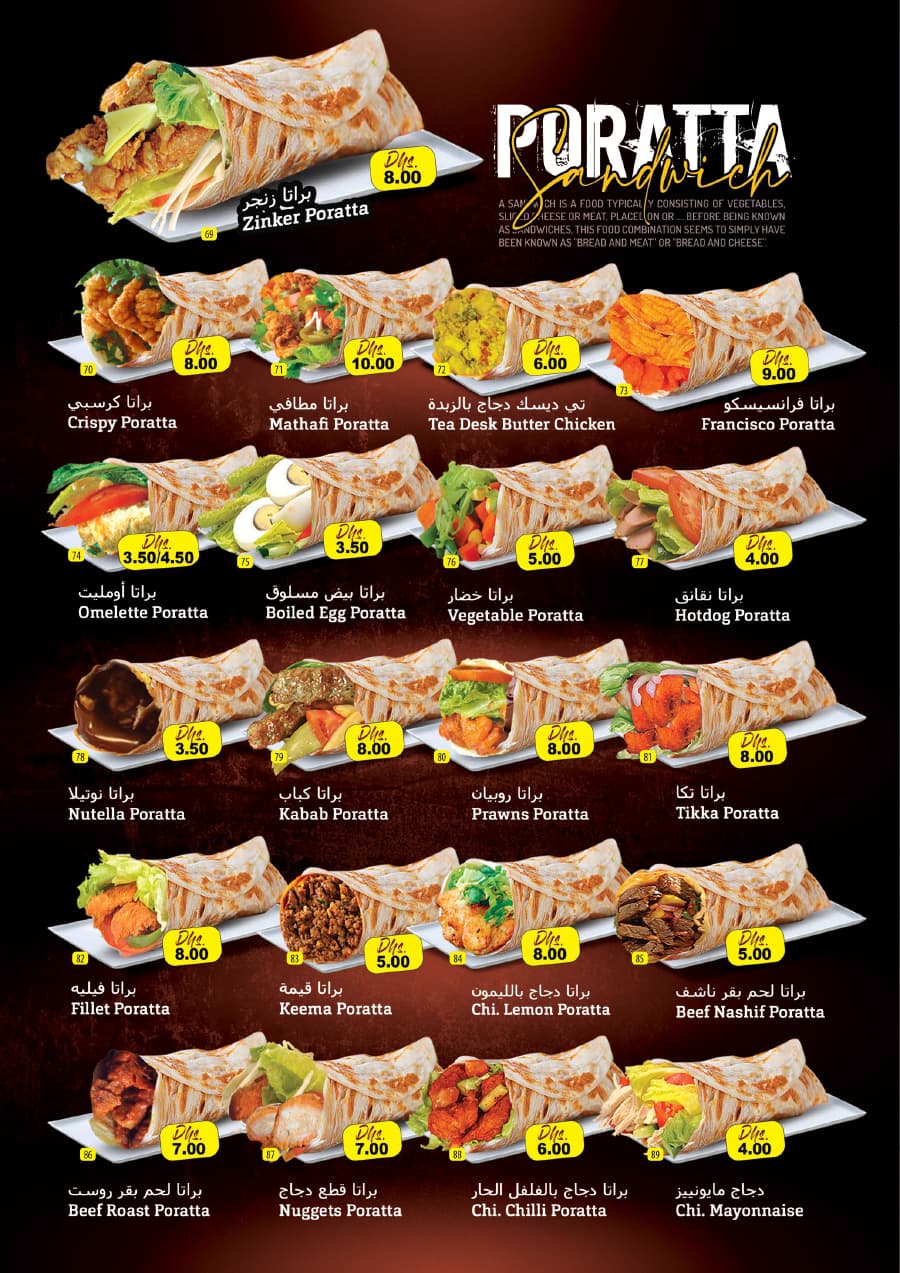 PORATTA
Sandwich
A SANDWICH IS A FOOD TYPICALLY CONSISTING OF VEGETABLES,
SLICED CHEESE OR MEAT, PLACED ON OR .... BEFORE BEING KNOWN
AS SANDWICHES, THIS FOOD COMBINATION SEEMS TO SIMPLY HAVE
BEEN KNOWN AS "BREAD AND MEAT" OR "BREAD AND CHEESE".
Dhs.
8.00
براتا زنجر
Zinker Poratta
69
Dhs.
8.00
70
براتا كرسبي
Crispy Poratta
Dhs.
10.00
71
براتا مطافي
Mathafi Poratta
Dhs.
6.00
72
تي ديسك دجاج بالزبدة
Tea Desk Butter Chicken
Dhs.
9.00
73
براتا فرانسيسكو
Francisco Poratta
Dhs.
3.50/4.50
74
براتا أومليت
Omelette Poratta
Dhs.
3.50
75
براتا بيض مسلوق
Boiled Egg Poratta
Dhs.
5.00
76
براتا خضار
Vegetable Poratta
Dhs.
4.00
77
براتا نقانق
Hotdog Poratta
Dhs.
3.50
78
براتا نوتيلا
Nutella Poratta
Dhs.
8.00
79
براتا كباب
Kabab Poratta
Dhs.
8.00
80
براتا روبيان
Prawns Poratta
Dhs.
8.00
81
براتا تكا
Tikka Poratta
Dhs.
8.00
82
براتا فيليه
Fillet Poratta
Dhs.
5.00
83
براتا قيمة
Keema Poratta
Dhs.
8.00
84
براتا دجاج بالليمون
Chi. Lemon Poratta
Dhs.
5.00
85
براتا لحم بقر ناشف
Beef Nashif Poratta
Dhs.
7.00
86
براتا لحم بقر روست
Beef Roast Poratta
Dhs.
7.00
87
براتا قطع دجاج
Nuggets Poratta
Dhs.
6.00
88
براتا دجاج بالفلفل الحار
Chi. Chilli Poratta
Dhs.
4.00
89
دجاج مايونييز
Chi. Mayonnaise